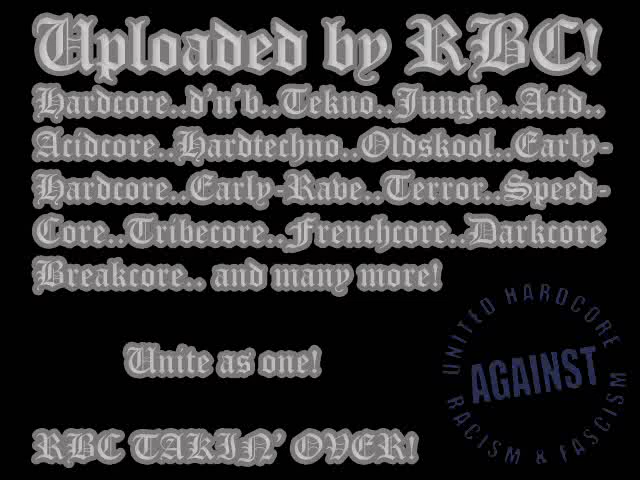 Uploaded by RBC!
Hardcore..d'n'b..Tekno..Jungle..Acid..
Acidcore..Hardtechno..Oldskool..Early-
Hardcore..Early-Rave..Terror..Speed-
Core..Tribecore..Frenchcore..Darkcore
Breakcore.. and many more!
UNITED HARDCORE
AGAINST
RACISM & FASCISM
Unite as one!
RBC TAKIN' OVER!